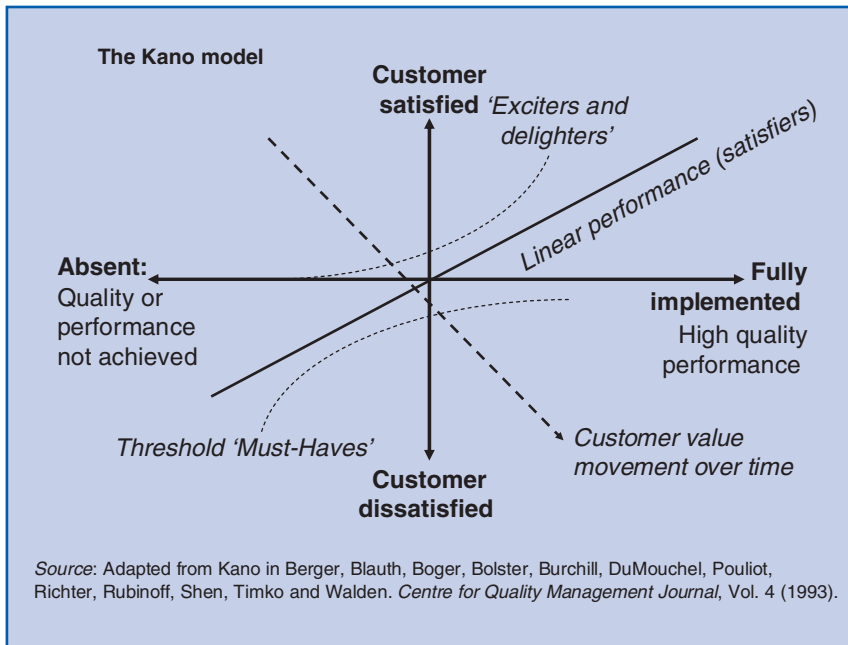 The Kano model
Customer
satisfied
‘Exciters and
delighters’
Linear performance (satisfiers)
Absent:
Quality or
performance
not achieved
Fully
implemented
High quality
performance
Threshold ‘Must-Haves’
Customer
dissatisfied
Customer value
movement over time
Source: Adapted from Kano in Berger, Blauth, Boger, Bolster, Burchill, DuMouchel, Pouliot,
Richter, Rubinoff, Shen, Timko and Walden. Centre for Quality Management Journal, Vol. 4 (1993).